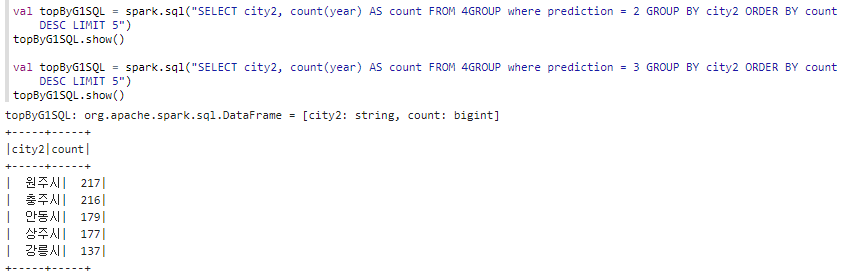 val topByG1SQL = spark.sql("SELECT city2, count(year) AS count FROM 4GROUP where prediction = 2 GROUP BY city2 ORDER BY count
DESC LIMIT 5")
topByG1SQL.show()
val topByG1SQL = spark.sql("SELECT city2, count(year) AS count FROM 4GROUP where prediction = 3 GROUP BY city2 ORDER BY count
DESC LIMIT 5")
topByG1SQL.show()
topByG1SQL: org.apache.spark.sql.DataFrame = [city2: string, count: bigint]
+-----+-----+
|city2|count|
+-----+-----+
| 원주시| 217|
| 충주시| 216|
| 안동시| 179|
| 상주시| 177|
| 강릉시| 137|
+-----+-----+